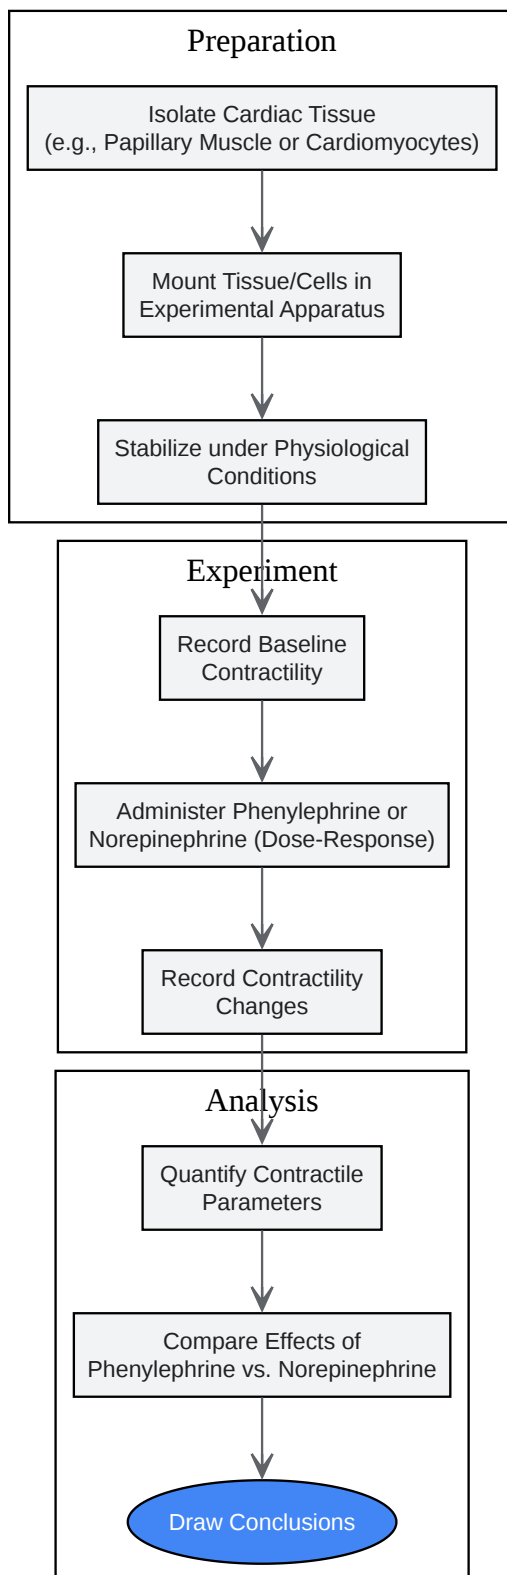 Preparation
Isolate Cardiac Tissue
(e.g., Papillary Muscle or Cardiomyocytes)
Mount Tissue/Cells in
Experimental Apparatus
Stabilize under Physiological
Conditions
Experiment
Record Baseline
Contractility
Administer Phenylephrine or
Norepinephrine (Dose-Response)
Record Contractility
Changes
Analysis
Quantify Contractile
Parameters
Compare Effects of
Phenylephrine vs. Norepinephrine
Draw Conclusions